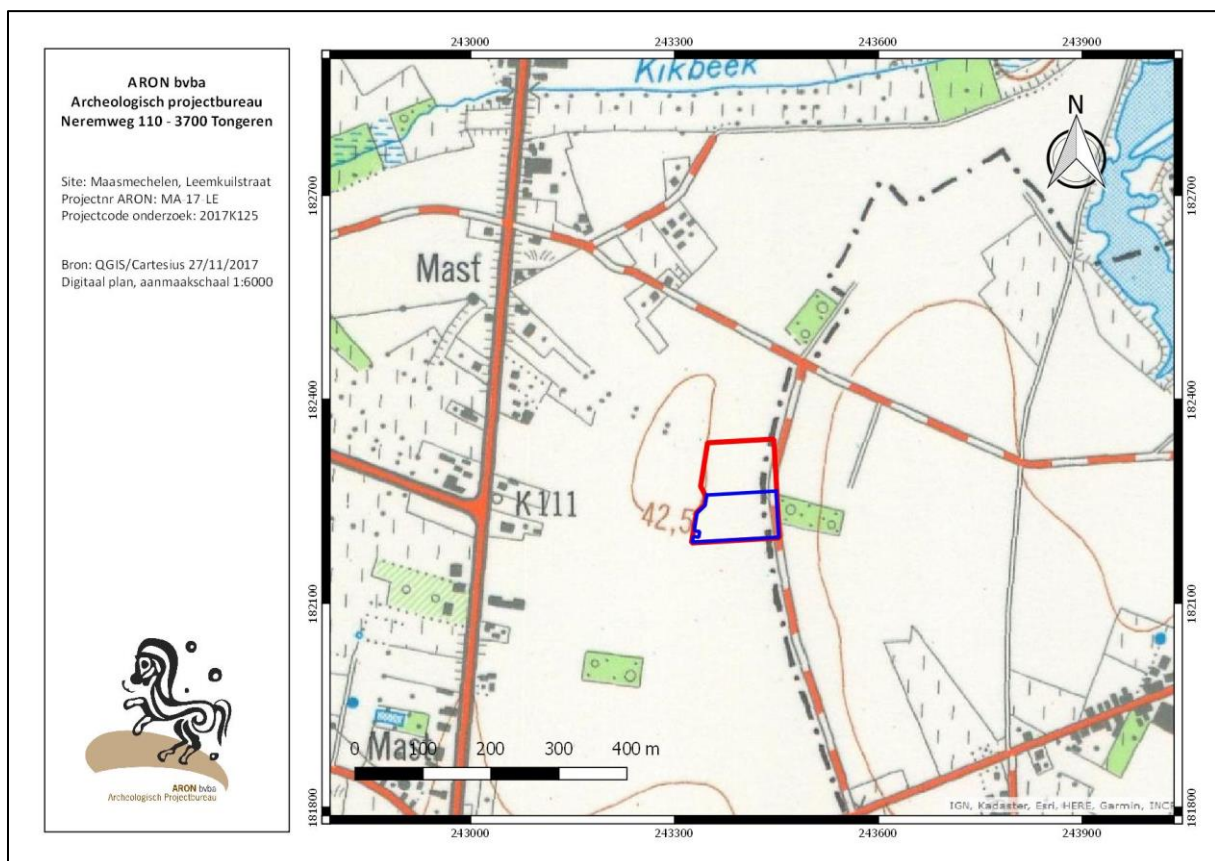 ARON bvba
Archeologisch projectbureau
Neremweg 110 - 3700 Tongeren
Site: Maasmechelen, Leemkuilstraat
Projectnr ARON: MA-17-LE
Projectcode onderzoek: 2017K125
Bron: QGIS/Cartesius 27/11/2017
Digitaal plan, aanmaakschaal 1:6000
ARON bvba
Archeologisch Projectbureau
243000 243300 243600 243900
182700
182400
182100
181800
Kikbeek
N
Mast
K111
42,5
Mast
0 100 200 300 400 m
IGN, Kadaster, Esri, HERE, Garmin, INCR
182700
182400
182100
181800
243000 243300 243600 243900